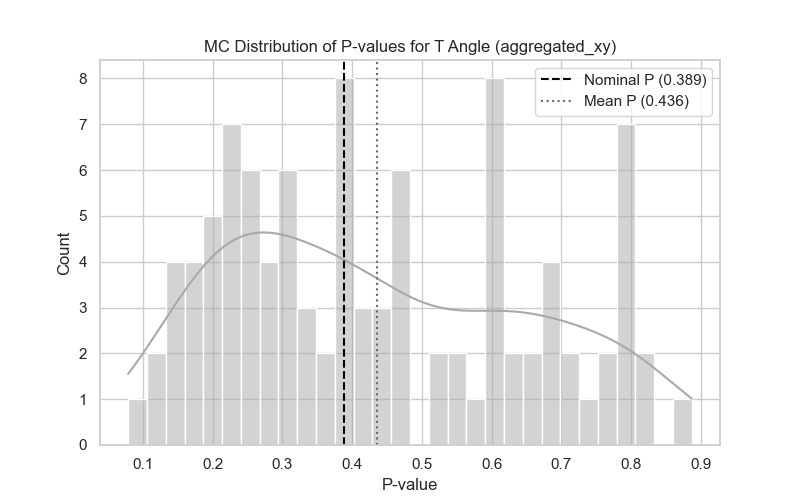 MC Distribution of P-values for T Angle (aggregated_xy)
Nominal P (0.389)
Mean P (0.436)
8
7
6
5
4
3
2
1
0
Count
0.1 0.2 0.3 0.4 0.5 0.6 0.7 0.8 0.9
P-value